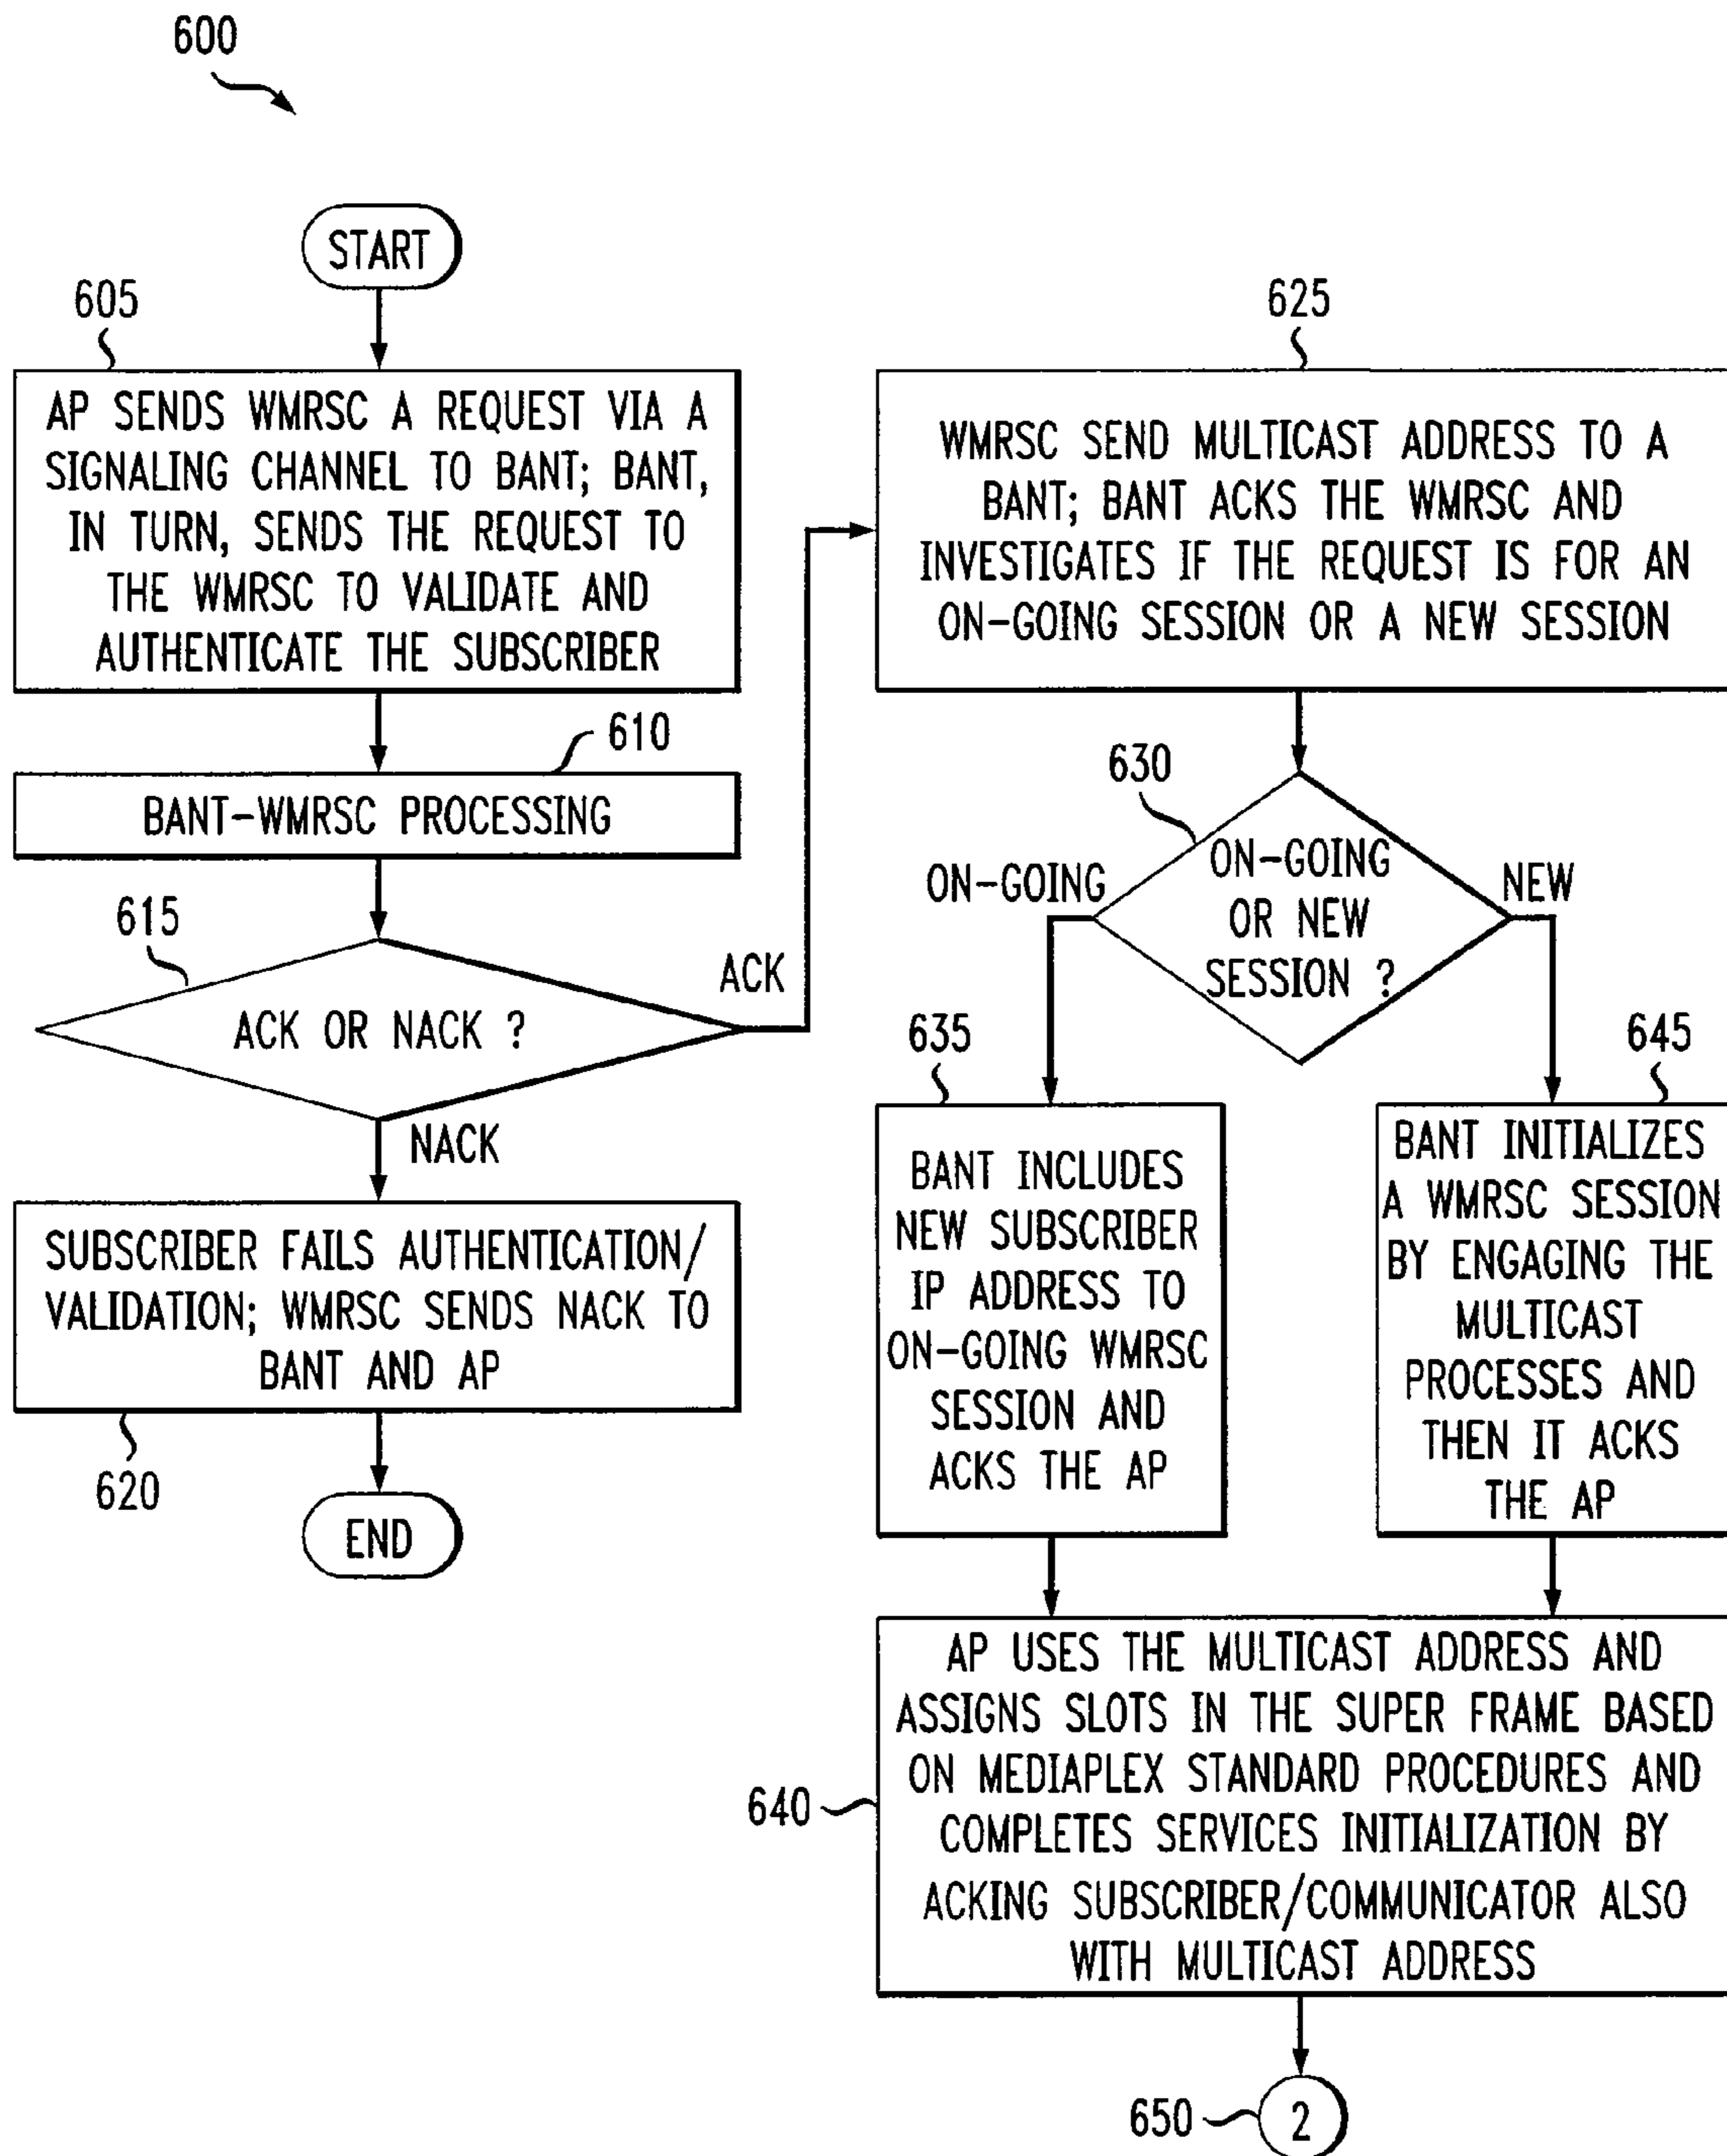 600
START
605
AP SENDS WMRSC A REQUEST VIA A
SIGNALING CHANNEL TO BANT; BANT,
IN TURN, SENDS THE REQUEST TO
THE WMRSC TO VALIDATE AND
AUTHENTICATE THE SUBSCRIBER
610
BANT-WMRSC PROCESSING
615
ACK OR NACK ?
ACK
NACK
SUBSCRIBER FAILS AUTHENTICATION/
VALIDATION; WMRSC SENDS NACK TO
BANT AND AP
620
END
625
WMRSC SEND MULTICAST ADDRESS TO A
BANT; BANT ACKS THE WMRSC AND
INVESTIGATES IF THE REQUEST IS FOR AN
ON-GOING SESSION OR A NEW SESSION
630
ON-GOING
OR NEW
SESSION ?
ON-GOING
NEW
635
BANT INCLUDES
NEW SUBSCRIBER
IP ADDRESS TO
ON-GOING WMRSC
SESSION AND
ACKS THE AP
645
BANT INITIALIZES
A WMRSC SESSION
BY ENGAGING THE
MULTICAST
PROCESSES AND
THEN IT ACKS
THE AP
640
AP USES THE MULTICAST ADDRESS AND
ASSIGNS SLOTS IN THE SUPER FRAME BASED
ON MEDIAPLEX STANDARD PROCEDURES AND
COMPLETES SERVICES INITIALIZATION BY
ACKING SUBSCRIBER/COMMUNICATOR ALSO
WITH MULTICAST ADDRESS
650
2